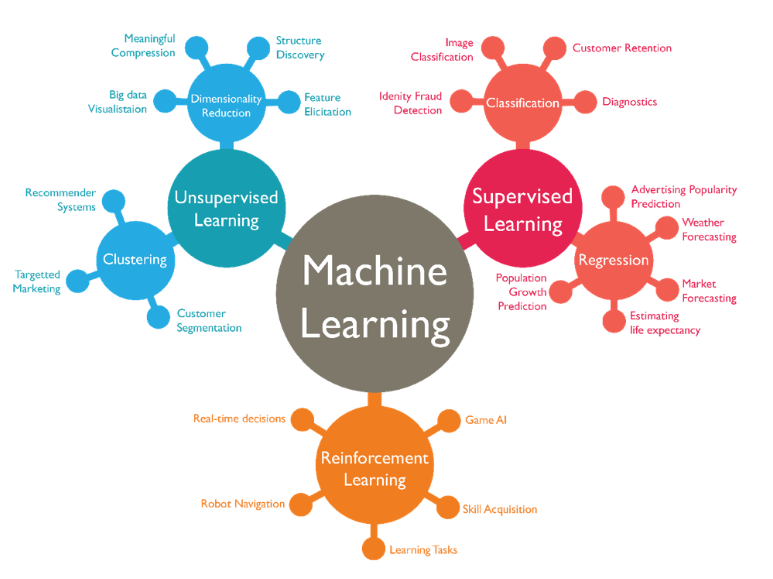 Meaningful
Compression
Structure
Discovery
Big data
Visualistaion
Dimensionality
Reduction
Feature
Elicitation
Unsupervised
Learning
Recommender
Systems
Clustering
Targetted
Marketing
Customer
Segmentation
Image
Classification
Customer Retention
Idenity Fraud
Detection
Classification
Diagnostics
Supervised
Learning
Advertising Popularity
Prediction
Weather
Forecasting
Regression
Population
Growth
Prediction
Market
Forecasting
Estimating
life expectancy
Machine
Learning
Real-time decisions
Game AI
Reinforcement
Learning
Robot Navigation
Skill Acquisition
Learning Tasks